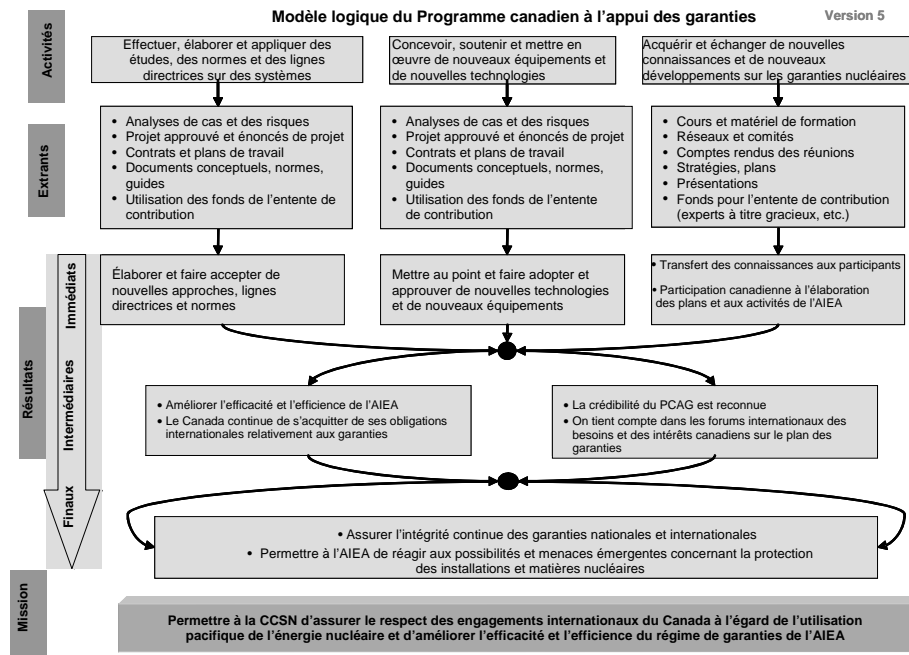 Modèle logique du Programme canadien à l'appui des garanties
Version 5
Activités
Effectuer, élaborer et appliquer des
études, des normes et des lignes
directrices sur des systèmes
Concevoir, soutenir et mettre en
œuvre de nouveaux équipements et
de nouvelles technologies
Acquérir et échanger de nouvelles
connaissances et de nouveaux
développements sur les garanties nucléaires
Extrants
• Analyses de cas et des risques
• Projet approuvé et énoncés de projet
• Contrats et plans de travail
• Documents conceptuels, normes,
guides
• Utilisation des fonds de l'entente
de contribution
• Analyses de cas et des risques
• Projet approuvé et énoncés de projet
• Contrats et plans de travail
• Documents conceptuels, normes,
guides
• Utilisation des fonds de l'entente
de contribution
• Cours et matériel de formation
• Réseaux et comités
• Comptes rendus des réunions
• Stratégies, plans
• Présentations
• Fonds pour l'entente de contribution
(experts à titre gracieux, etc.)
Résultats
Immédiats
Élaborer et faire accepter de
nouvelles approches, lignes
directrices et normes
Mettre au point et faire adopter et
approuver de nouvelles technologies
et de nouveaux équipements
• Transfert des connaissances aux participants
• Participation canadienne à l'élaboration
des plans et aux activités de l'AIEA
Intermédiaires
• Améliorer l'efficacité et l'efficience de l'AIEA
• Le Canada continue de s'acquitter de ses obligations
internationales relativement aux garanties
• La crédibilité du PCAG est reconnue
• On tient compte dans les forums internationaux des
besoins et des intérêts canadiens sur le plan des
garanties
Finaux
• Assurer l'intégrité continue des garanties nationales et internationales
• Permettre à l'AIEA de réagir aux possibilités et menaces émergentes concernant la protection
des installations et matières nucléaires
Mission
Permettre à la CCSN d'assurer le respect des engagements internationaux du Canada à l'égard de l'utilisation
pacifique de l'énergie nucléaire et d'améliorer l'efficacité et l'efficience du régime de garanties de l'AIEA